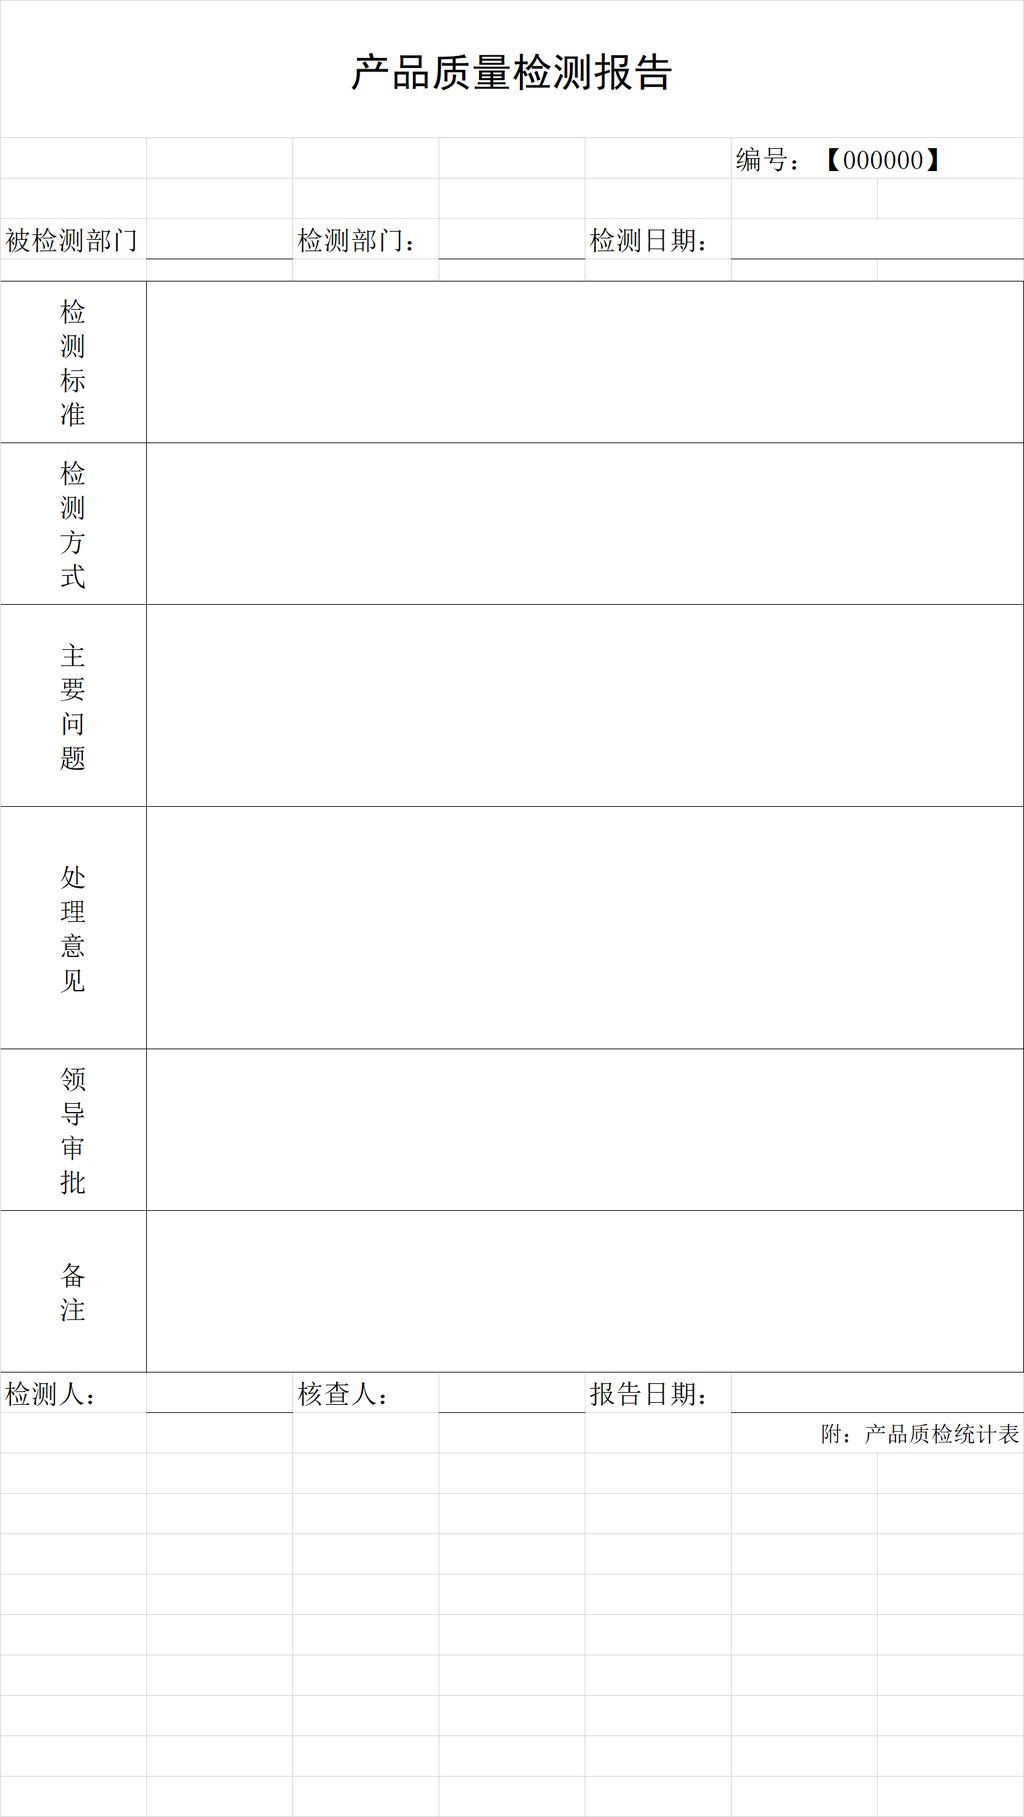 产品质量检测报告
编号：【000000】
被检测部门 检测部门： 检测日期：
检测标准
检测方式
主要问题
处理意见
领导审批
备注
检测人： 核查人： 报告日期：
附：产品质检统计表